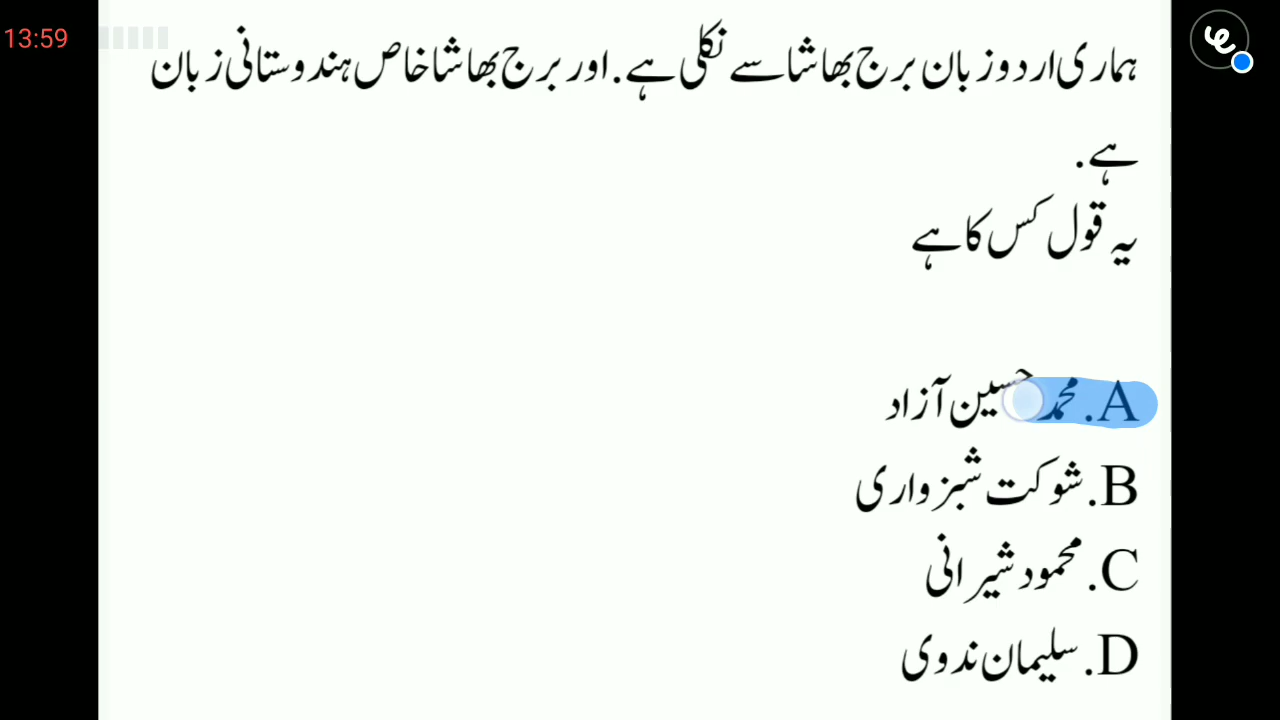 13:59
ہماری اردو زبان برج بھاشا سے نکلی ہے. اور برج بھاشا خاص ہندوستانی زبان
ہے.
یہ قول کس کا ہے
A. محمد حسین آزاد
B. شوکت شبزواری
C. محمود شیرانی
D. سلیمان ندوی